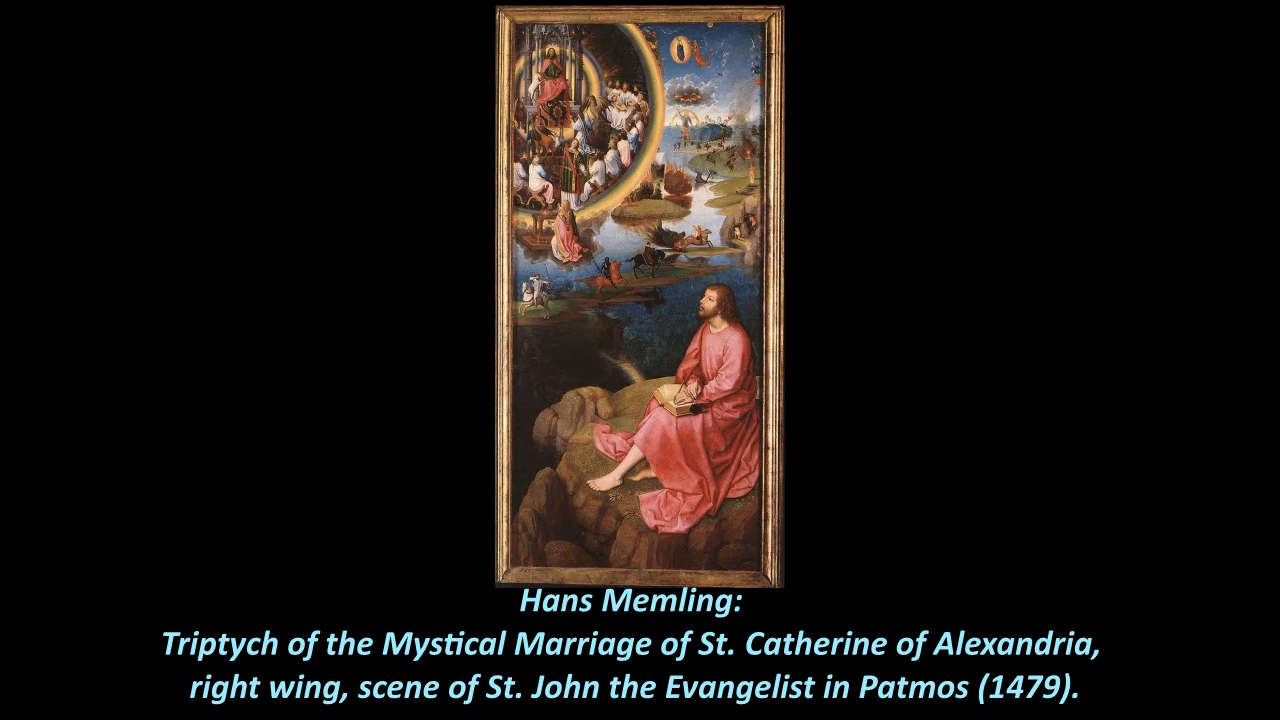 Hans Memling:
Triptych of the Mystical Marriage of St. Catherine of Alexandria,
right wing, scene of St. John the Evangelist in Patmos (1479).